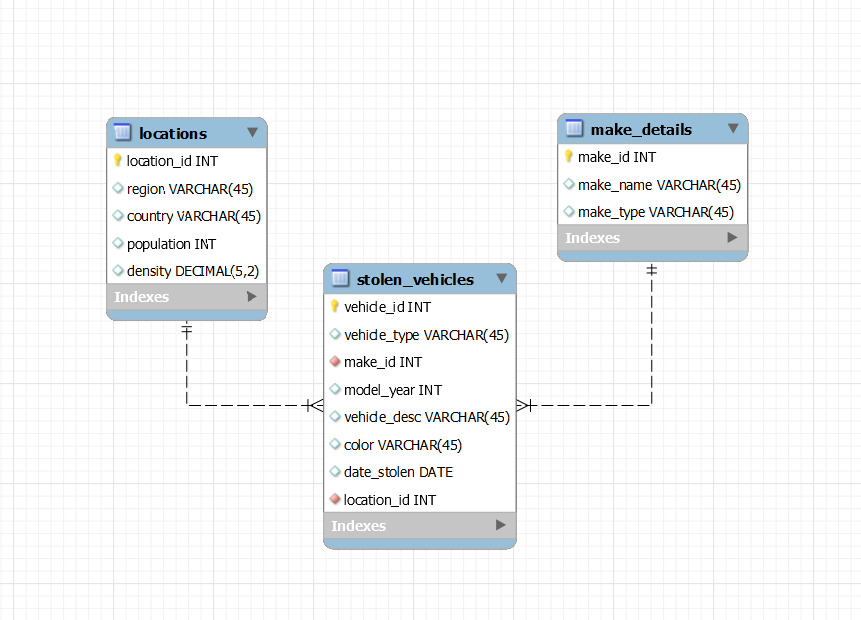 locations
location_id INT
region VARCHAR(45)
country VARCHAR(45)
population INT
density DECIMAL(5,2)
Indexes
make_details
make_id INT
make_name VARCHAR(45)
make_type VARCHAR(45)
Indexes
stolen_vehicles
vehicle_id INT
vehicle_type VARCHAR(45)
make_id INT
model_year INT
vehicle_desc VARCHAR(45)
color VARCHAR(45)
date_stolen DATE
location_id INT
Indexes